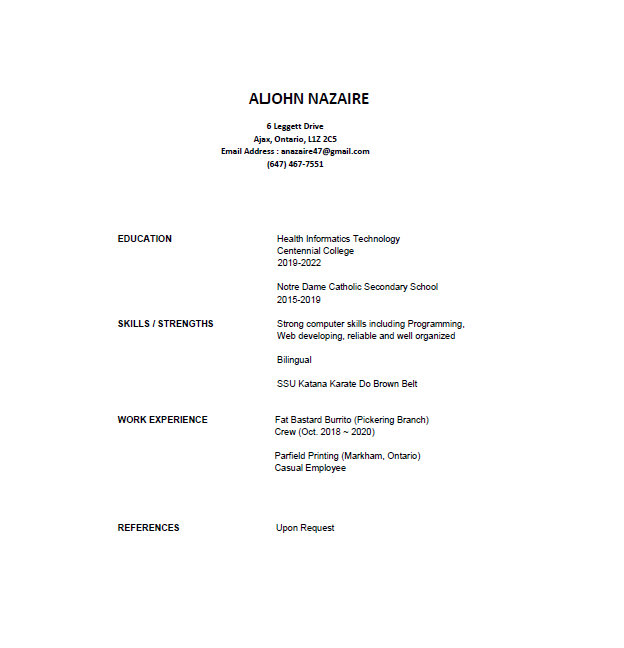 ALJOHN NAZAIRE
6 Leggett Drive
Ajax, Ontario, L1Z 2C5
Email Address : anazaire47@gmail.com
(647) 467-7551
EDUCATION Health Informatics Technology
Centennial College
2019-2022
Notre Dame Catholic Secondary School
2015-2019
SKILLS / STRENGTHS Strong computer skills including Programming,
Web developing, reliable and well organized
Bilingual
SSU Katana Karate Do Brown Belt
WORK EXPERIENCE Fat Bastard Burrito (Pickering Branch)
Crew (Oct. 2018 ~ 2020)
Parfield Printing (Markham, Ontario)
Casual Employee
REFERENCES Upon Request